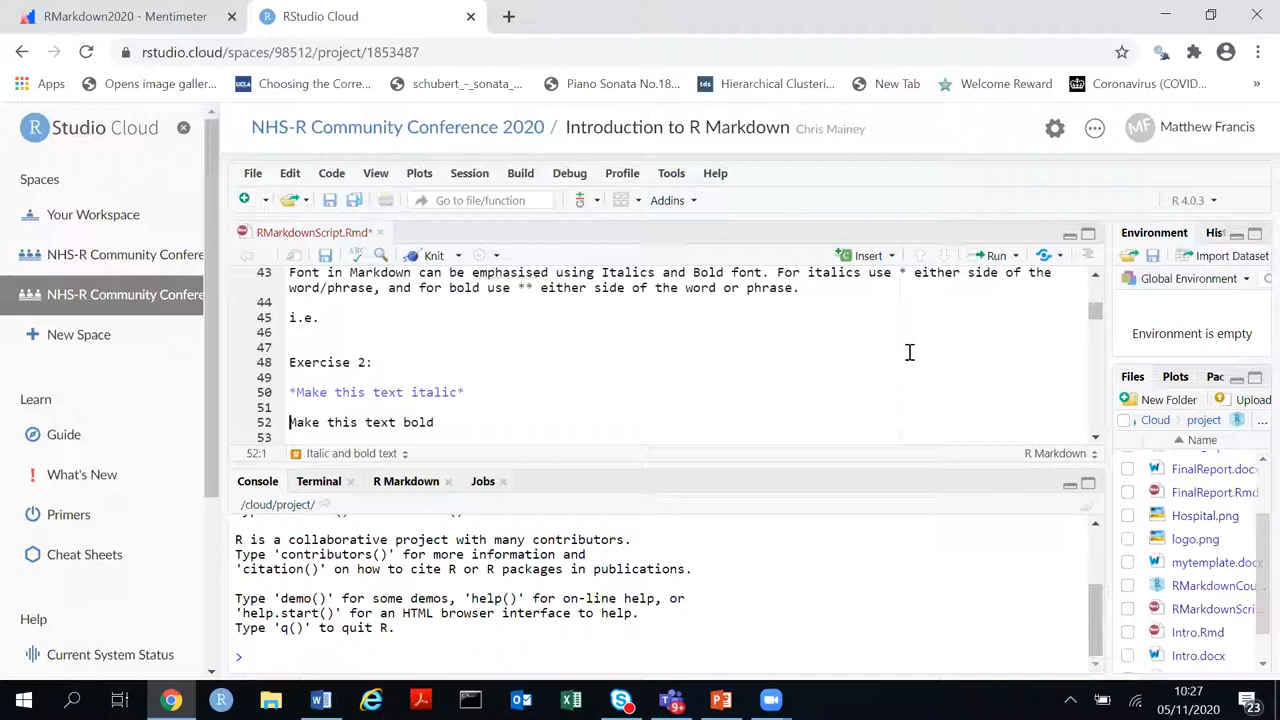 RMarkdown2020 - Mentimeter
RStudio Cloud
rstudio.cloud/spaces/98512/project/1853487
Apps
Opens image galler...
UCLA
Choosing the Corre...
schubert_-_sonata_...
Piano Sonata No.18...
tds
Hierarchical Clusteri...
New Tab
Welcome Reward
Coronavirus (COVID...
R Studio Cloud
NHS-R Community Conference 2020 / Introduction to R Markdown Chris Mainey
MF Matthew Francis
Spaces
Your Workspace
NHS-R Community Confere
NHS-R Community Confere
New Space
Learn
Guide
What's New
Primers
Cheat Sheets
Help
Current System Status
File Edit Code View Plots Session Build Debug Profile Tools Help
Go to file/function
Addins
R 4.0.3
RMarkdownScript.Rmd*
Knit
Insert
Run
43 Font in Markdown can be emphasised using Italics and Bold font. For italics use * either side of the
word/phrase, and for bold use ** either side of the word or phrase.
44
45 i.e.
46
47
48 Exercise 2:
49
50 *Make this text italic*
51
52 Make this text bold
53
52:1 # Italic and bold text R Markdown
Console Terminal R Markdown Jobs
/cloud/project/
R is a collaborative project with many contributors.
Type 'contributors()' for more information and
'citation()' on how to cite R or R packages in publications.
Type 'demo()' for some demos, 'help()' for on-line help, or
'help.start()' for an HTML browser interface to help.
Type 'q()' to quit R.
>
Environment His
Import Dataset
Global Environment
Environment is empty
Files Plots Pac
New Folder Upload
Cloud project R ...
Name
FinalReport.docx
FinalReport.Rmd
Hospital.png
logo.png
mytemplate.docx
RMarkdownCou
RMarkdownScri
Intro.Rmd
Intro.docx
9+
10:27
05/11/2020
23